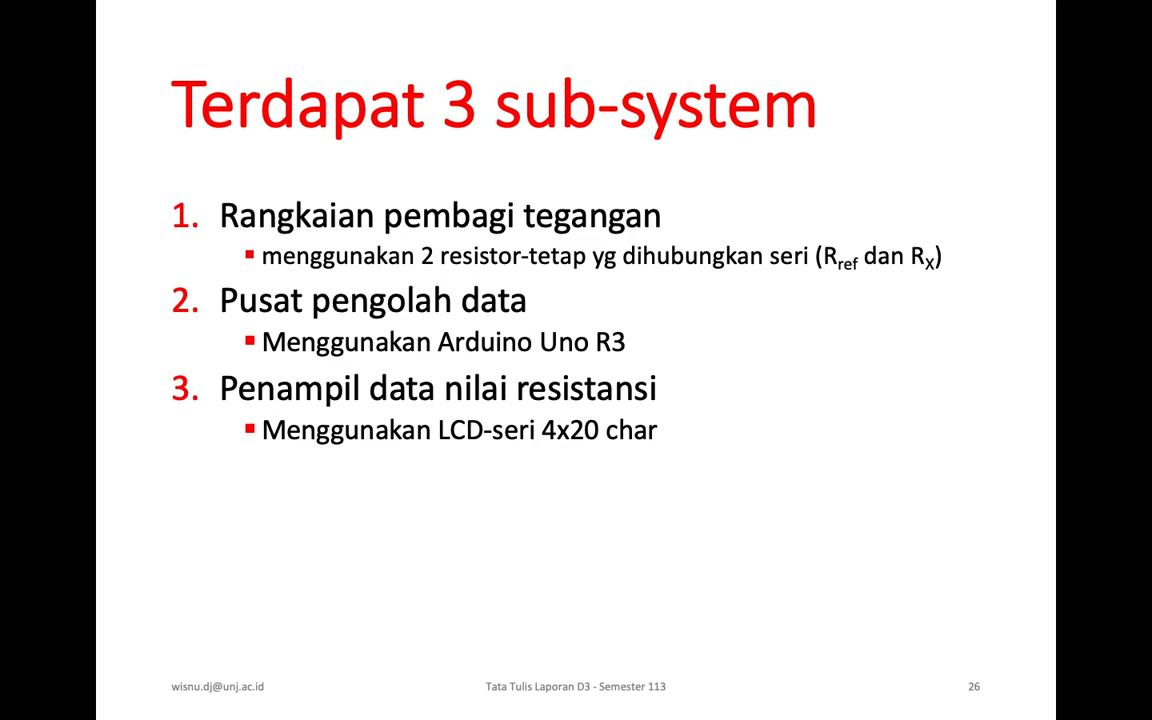 Terdapat 3 sub-system
1. Rangkaian pembagi tegangan
▪ menggunakan 2 resistor-tetap yg dihubungkan seri (Rref dan RX)
2. Pusat pengolah data
▪ Menggunakan Arduino Uno R3
3. Penampil data nilai resistansi
▪ Menggunakan LCD-seri 4x20 char
wisnu.dj@unj.ac.id Tata Tulis Laporan D3 - Semester 113 26